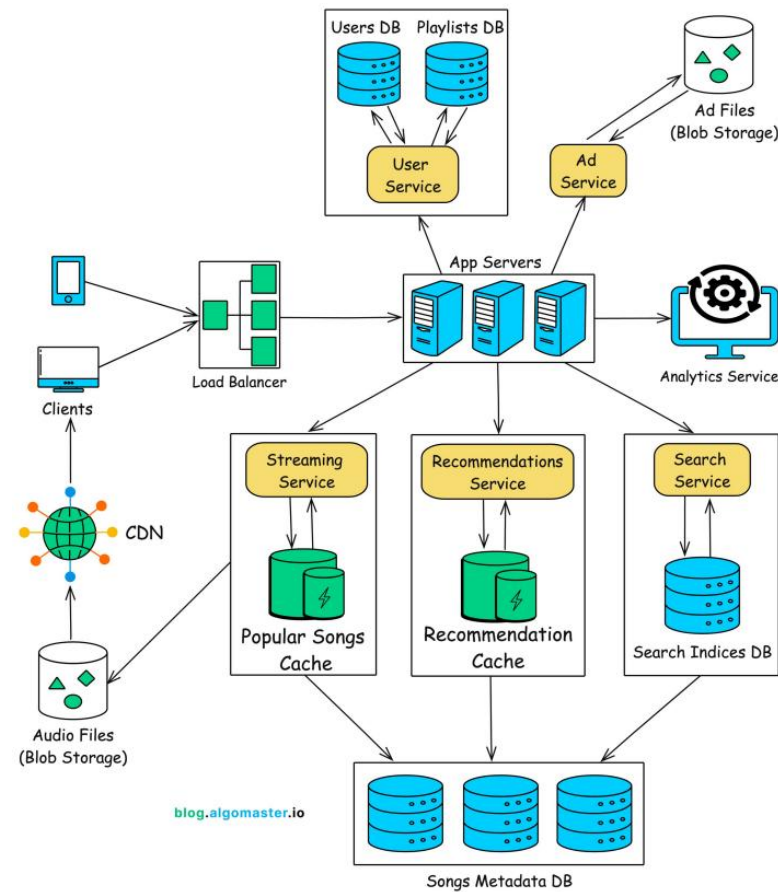 Users DB
Playlists DB
User
Service
Ad Files
(Blob Storage)
Ad
Service
App Servers
Load Balancer
Analytics Service
Clients
Streaming
Service
Recommendations
Service
Search
Service
CDN
Popular Songs
Cache
Recommendation
Cache
Search Indices DB
Audio Files
(Blob Storage)
blog.algomaster.io
Songs Metadata DB